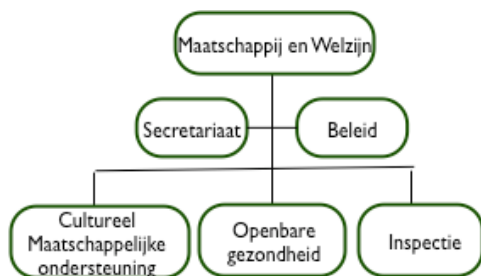 Maatschappij en Welzijn
Secretariaat
Beleid
Cultureel
Maatschappelijke
ondersteuning
Openbare
gezondheid
Inspectie